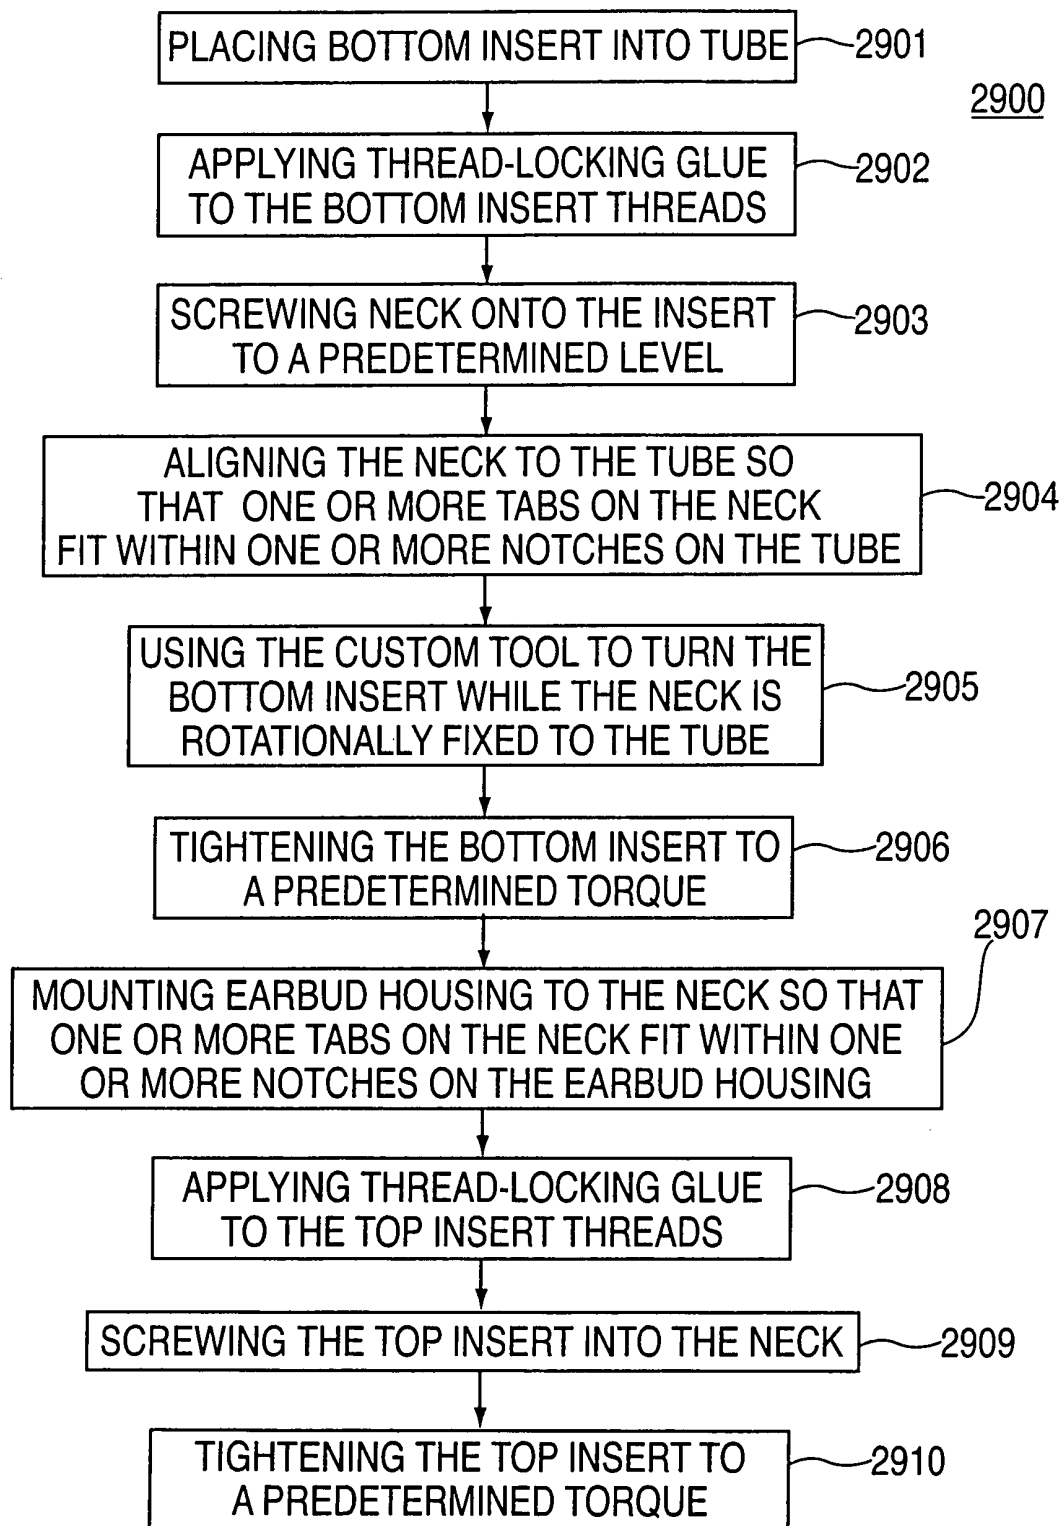 PLACING BOTTOM INSERT INTO TUBE
2901
2900
APPLYING THREAD-LOCKING GLUE
TO THE BOTTOM INSERT THREADS
2902
SCREWING NECK ONTO THE INSERT
TO A PREDETERMINED LEVEL
2903
ALIGNING THE NECK TO THE TUBE SO
THAT ONE OR MORE TABS ON THE NECK
FIT WITHIN ONE OR MORE NOTCHES ON THE TUBE
2904
USING THE CUSTOM TOOL TO TURN THE
BOTTOM INSERT WHILE THE NECK IS
ROTATIONALLY FIXED TO THE TUBE
2905
TIGHTENING THE BOTTOM INSERT TO
A PREDETERMINED TORQUE
2906
MOUNTING EARBUD HOUSING TO THE NECK SO THAT
ONE OR MORE TABS ON THE NECK FIT WITHIN ONE
OR MORE NOTCHES ON THE EARBUD HOUSING
2907
APPLYING THREAD-LOCKING GLUE
TO THE TOP INSERT THREADS
2908
SCREWING THE TOP INSERT INTO THE NECK
2909
TIGHTENING THE TOP INSERT TO
A PREDETERMINED TORQUE
2910